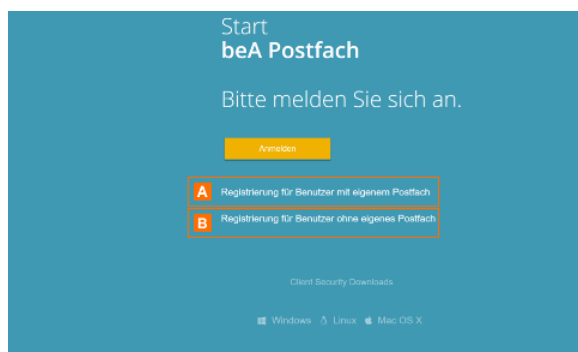 Start
beA Postfach
Bitte melden Sie sich an.
Anmelden
A Registrierung für Benutzer mit eigenem Postfach
B Registrierung für Benutzer ohne eigenes Postfach
Client Security Downloads
Windows Linux Mac OS X